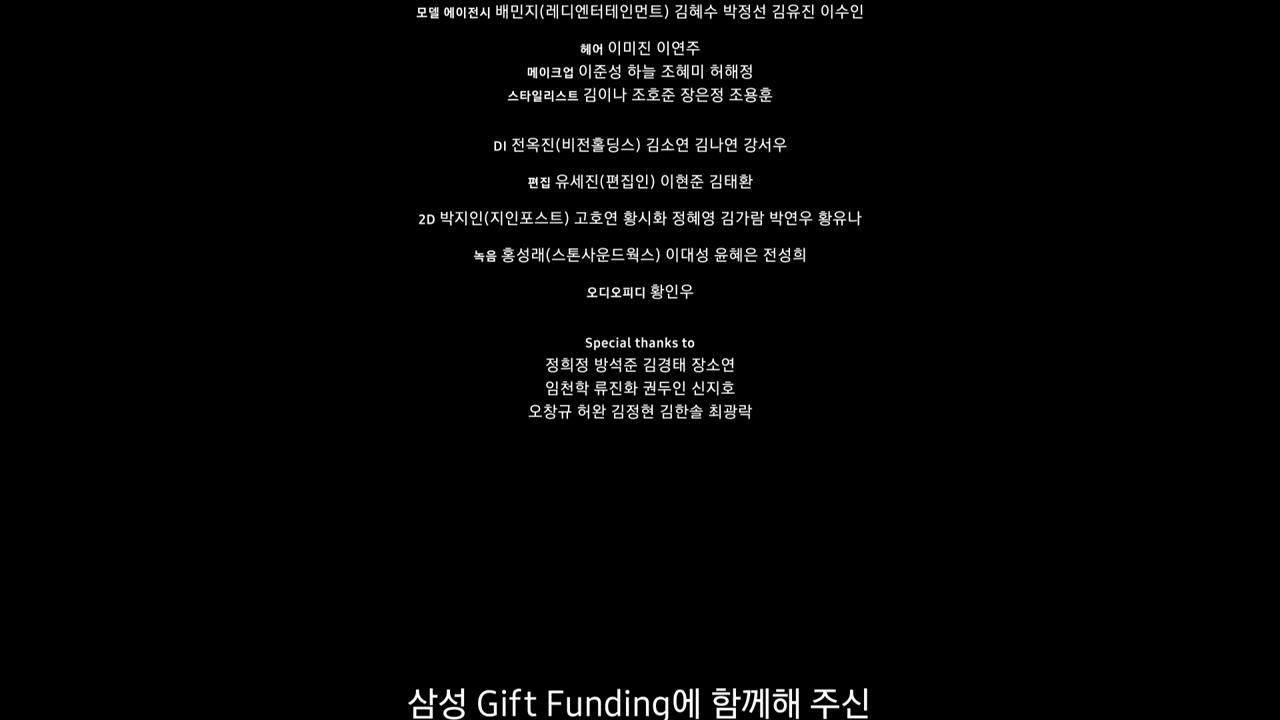 모델 에이전시 배민지(레디엔터테인먼트) 김혜수 박정선 김유진 이수인
헤어 이미진 이연주
메이크업 이준성 하늘 조혜미 허해정
스타일리스트 김이나 조호준 장은정 조용훈
DI 전옥진(비전홀딩스) 김소연 김나연 강서우
편집 유세진(편집인) 이현준 김태환
2D 박지인(지인포스트) 고호연 황시화 정혜영 김가람 박연우 황유나
녹음 홍성래(스톤사운드웍스) 이대성 윤혜은 전성희
오디오피디 황인우
Special thanks to
정희정 방석준 김경태 장소연
임천학 류진화 권두인 신지호
오창규 허완 김정현 김한솔 최광락
삼성 Gift Funding에 함께해 주신